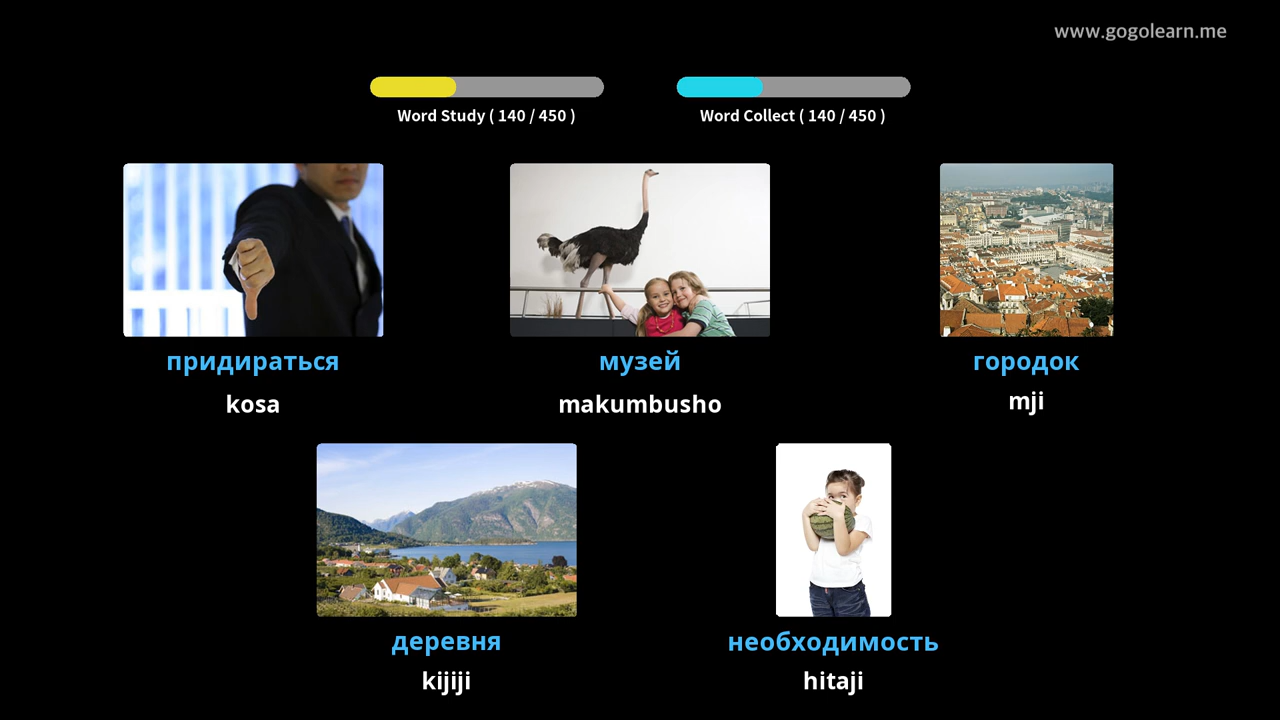 www.gogolearn.me
Word Study ( 140 / 450 )
Word Collect ( 140 / 450 )
придираться
kosa
музей
makumbusho
городок
mji
деревня
kijiji
необходимость
hitaji